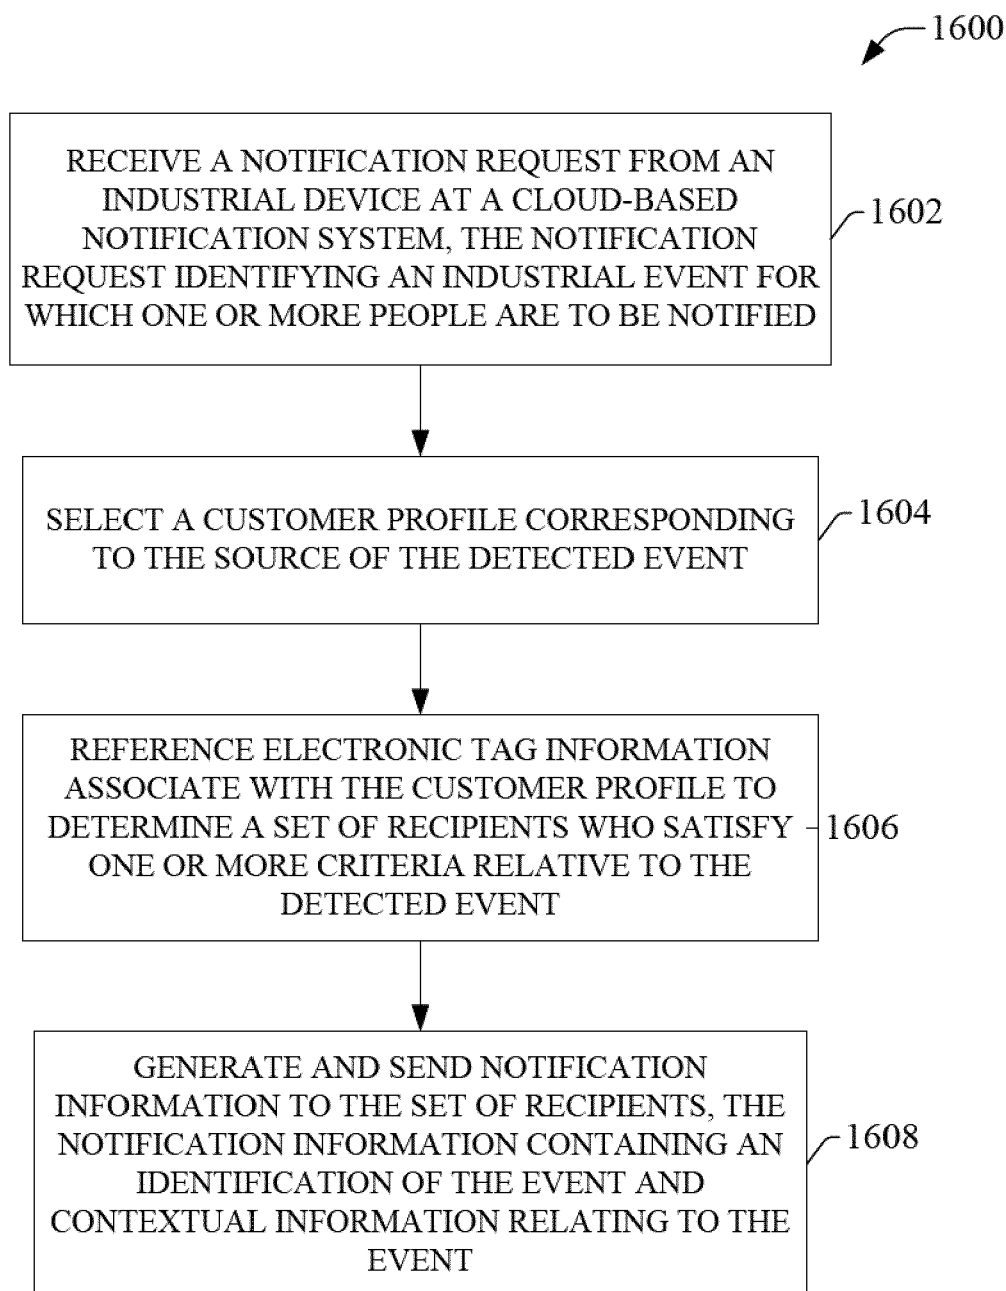 1600
RECEIVE A NOTIFICATION REQUEST FROM AN
INDUSTRIAL DEVICE AT A CLOUD-BASED
NOTIFICATION SYSTEM, THE NOTIFICATION
REQUEST IDENTIFYING AN INDUSTRIAL EVENT FOR
WHICH ONE OR MORE PEOPLE ARE TO BE NOTIFIED
1602
SELECT A CUSTOMER PROFILE CORRESPONDING
TO THE SOURCE OF THE DETECTED EVENT
1604
REFERENCE ELECTRONIC TAG INFORMATION
ASSOCIATE WITH THE CUSTOMER PROFILE TO
DETERMINE A SET OF RECIPIENTS WHO SATISFY
ONE OR MORE CRITERIA RELATIVE TO THE
DETECTED EVENT
1606
GENERATE AND SEND NOTIFICATION
INFORMATION TO THE SET OF RECIPIENTS, THE
NOTIFICATION INFORMATION CONTAINING AN
IDENTIFICATION OF THE EVENT AND
CONTEXTUAL INFORMATION RELATING TO THE
EVENT
1608